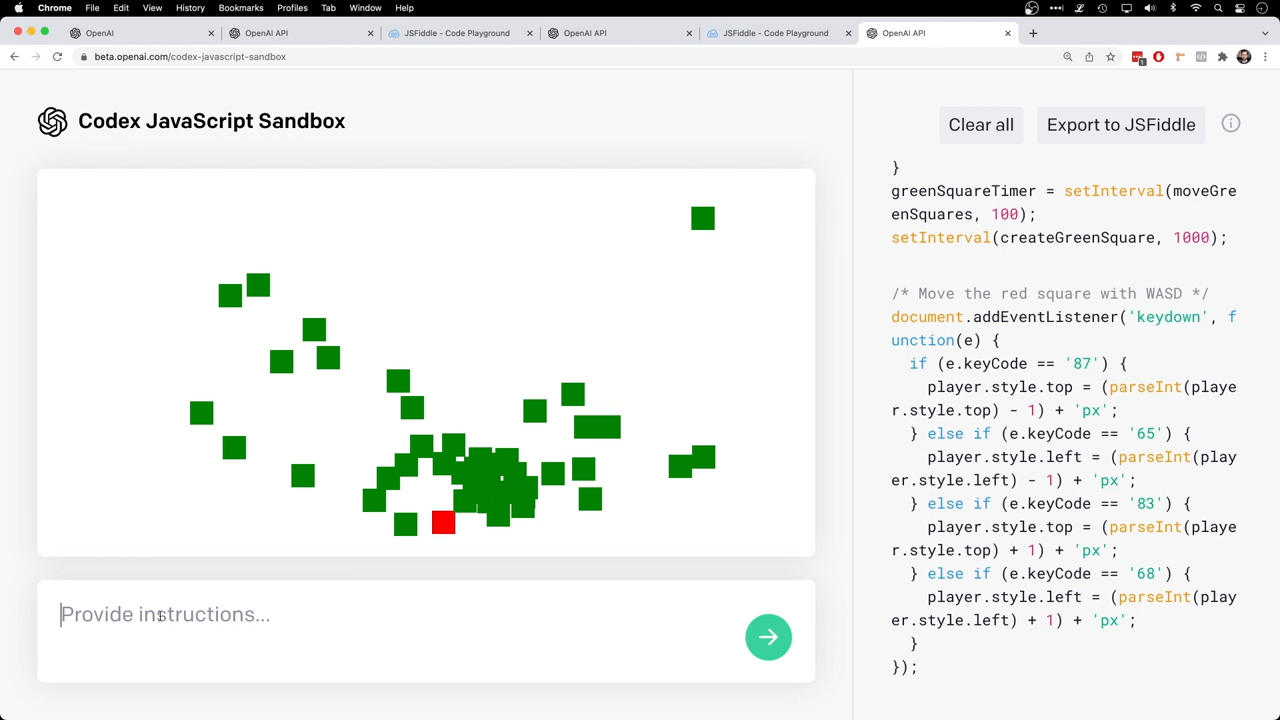 Chrome File Edit View History Bookmarks Profiles Tab Window Help
OpenAI OpenAI API JSFiddle - Code Playground OpenAI API JSFiddle - Code Playground OpenAI API
beta.openai.com/codex-javascript-sandbox
Codex JavaScript Sandbox
Clear all Export to JSFiddle
}
greenSquareTimer = setInterval(moveGre
enSquares, 100);
setInterval(createGreenSquare, 1000);
/* Move the red square with WASD */
document.addEventListener('keydown', f
unction(e) {
if (e.keyCode == '87') {
player.style.top = (parseInt(playe
r.style.top) - 1) + 'px';
} else if (e.keyCode == '65') {
player.style.left = (parseInt(play
er.style.left) - 1) + 'px';
} else if (e.keyCode == '83') {
player.style.top = (parseInt(playe
r.style.top) + 1) + 'px';
} else if (e.keyCode == '68') {
player.style.left = (parseInt(play
er.style.left) + 1) + 'px';
}
});
Provide instructions...